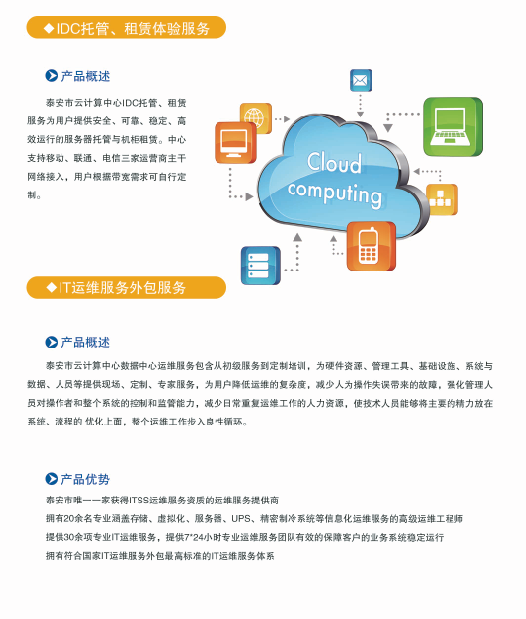 ◆IDC托管、租赁体验服务
产品概述
泰安市云计算中心IDC托管、租赁
服务为用户提供安全、可靠、稳定、高
效运行的服务器托管与机柜租赁。中心
支持移动、联通、电信三家运营商主干
网络接入，用户根据带宽需求可自行定
制。
Cloud
computing
◆IT运维服务外包服务
产品概述
泰安市云计算中心数据中心运维服务包含从初级服务到定制培训，为硬件资源、管理工具、基础设施、系统与
数据、人员等提供现场、定制、专家服务，为用户降低运维的复杂度，减少人为操作失误带来的故障，强化管理人
员对操作者和整个系统的控制和监管能力，减少日常重复运维工作的人力资源，使技术人员能够将主要的精力放在
系统、流程的 优化上面，整个运维工作步入良性循环。
产品优势
泰安市唯一一家获得ITSS运维服务资质的运维服务提供商
拥有20余名专业涵盖存储、虚拟化、服务器、UPS、精密制冷系统等信息化运维服务的高级运维工程师
提供30余项专业IT运维服务，提供7*24小时专业运维服务团队有效的保障客户的业务系统稳定运行
拥有符合国家IT运维服务外包最高标准的IT运维服务体系